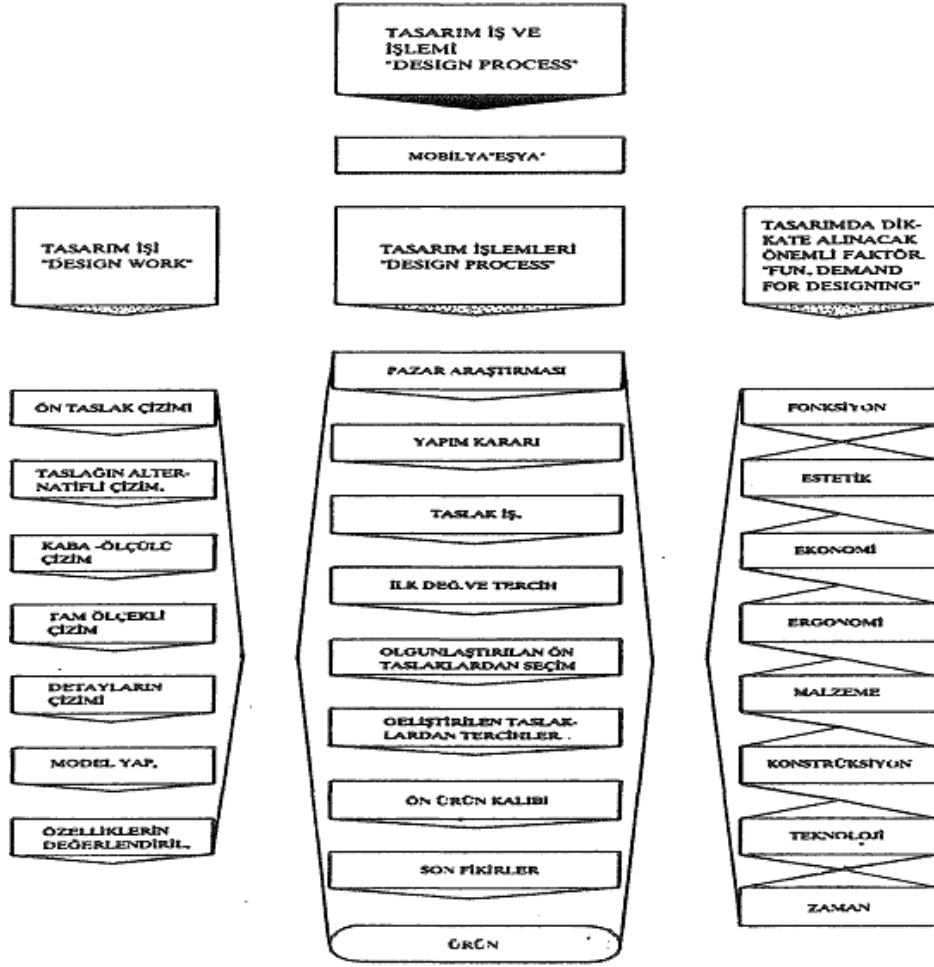 TASARIM İŞ VE
İŞLEMİ
"DESIGN PROCESS"
MOBİLYA"EŞYA"
TASARIM İŞİ
"DESIGN WORK"
TASARIM İŞLEMLERİ
"DESIGN PROCESS"
TASARIMDA DİK-
KATE ALINACAK
ÖNEMLİ FAKTÖR.
"FUN. DEMAND
FOR DESIGNING"
ÖN TASLAK ÇİZİMİ
TASLAĞIN ALTER-
NATİFLİ ÇİZİM.
KABA -ÖLÇÜLÜ
ÇİZİM
TAM ÖLÇEKLİ
ÇİZİM
DETAYLARIN
ÇİZİMİ
MODEL YAP.
ÖZELLİKLERİN
DEĞERLENDİRİL.
PAZAR ARAŞTIRMASI
YAPIM KARARI
TASLAK İŞ.
İLK DEĞ.VE TERCİH
OLGUNLAŞTIRILAN ÖN
TASLAKLARDAN SEÇİM
GELİŞTİRİLEN TASLAK-
LARDAN TERCİHLER.
ÖN ÜRÜN KALIBI
SON FİKİRLER
ÜRÜN
FONKSİYON
ESTETİK
EKONOMİ
ERGONOMİ
MALZEME
KONSTRÜKSİYON
TEKNOLOJİ
ZAMAN